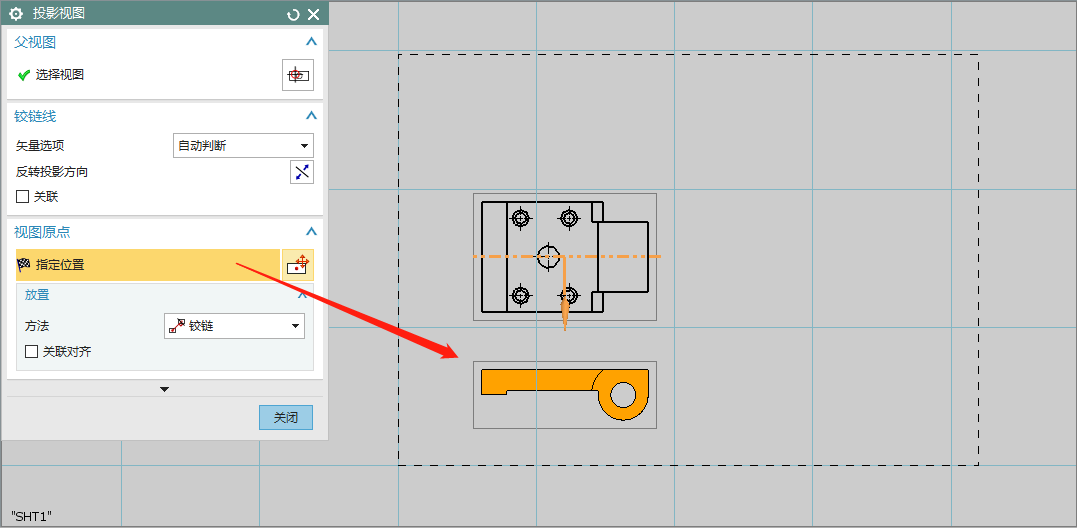 投影视图
父视图
选择视图
铰链线
矢量选项
自动判断
反转投影方向
关联
视图原点
指定位置
放置
方法
铰链
关联对齐
关闭
"SHT1"